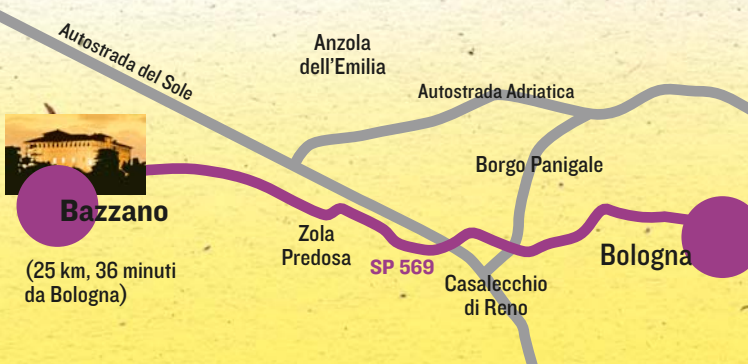 Autostrada del Sole
Anzola
dell'Emilia
Autostrada Adriatica
Borgo Panigale
Bazzano
(25 km, 36 minuti
da Bologna)
Zola
Predosa
SP 569
Casalecchio
di Reno
Bologna